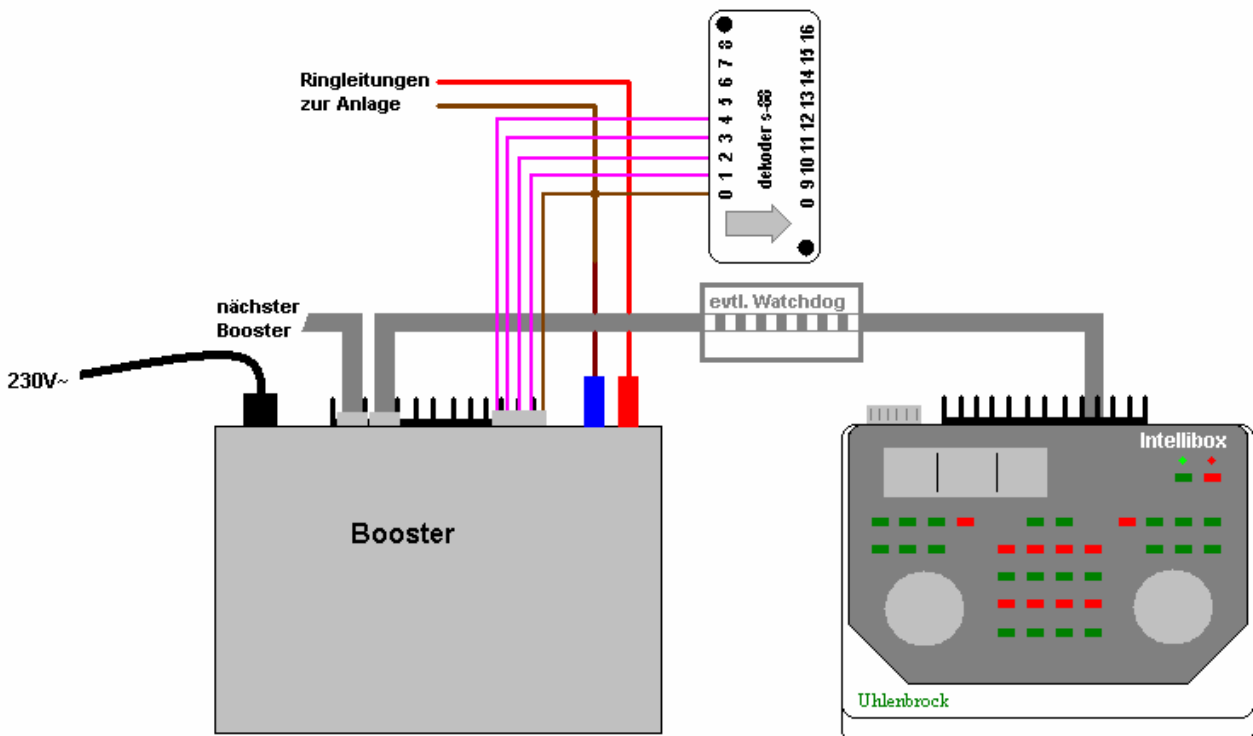 Ringleitungen
zur Anlage
0 1 2 3 4 5 6 7 8
dekoder s-88
0 9 10 11 12 13 14 15 16
nächster
Booster
evtl. Watchdog
230V~
Intellibox
Booster
Uhlenbrock